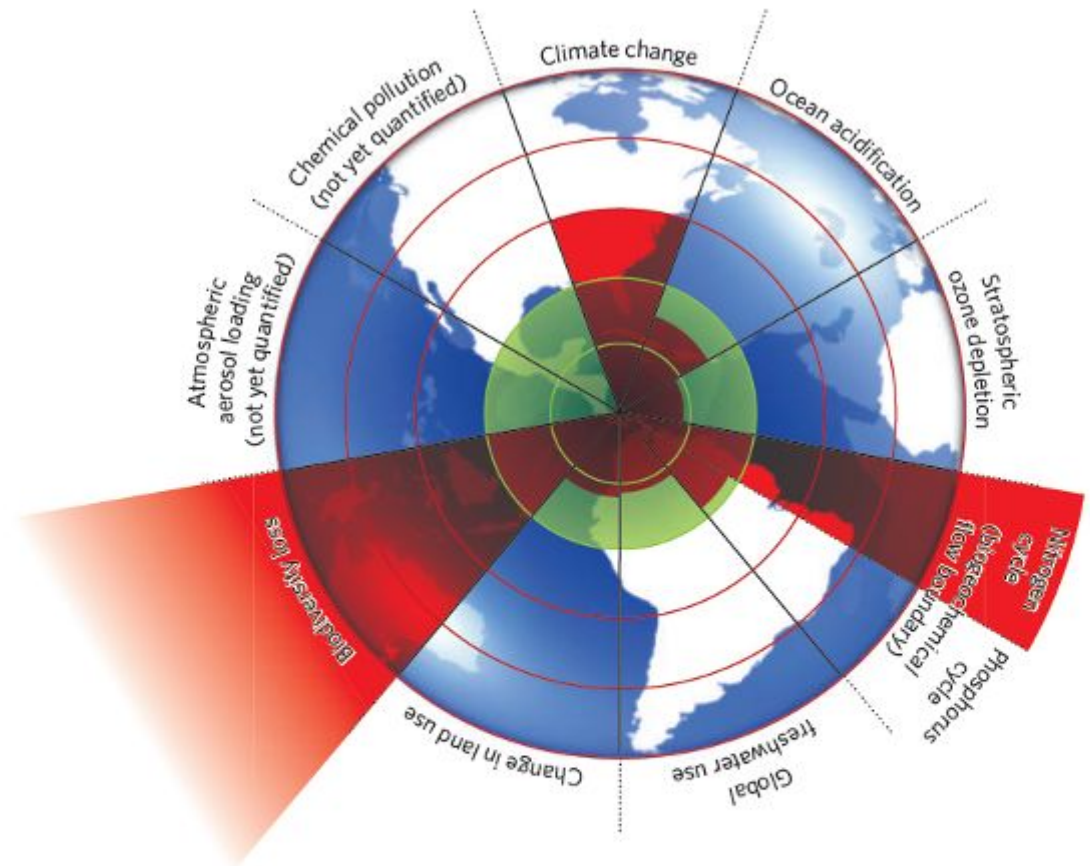 Climate change
Ocean acidification
Stratospheric
ozone depletion
Nitrogen
cycle
(biogeochemical
flow boundary)
Phosphorus
cycle
Global
freshwater use
Change in land use
Biodiversity loss
Atmospheric
aerosol loading
(not yet quantified)
Chemical pollution
(not yet quantified)